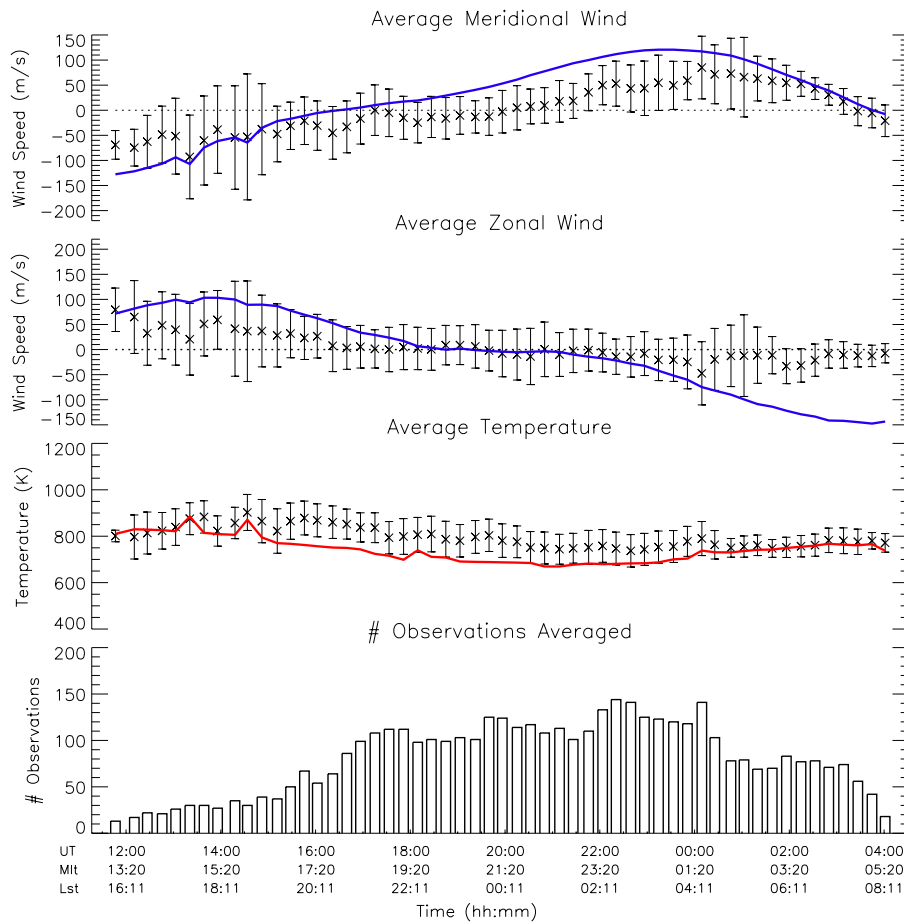 Average Meridional Wind
Wind Speed (m/s)
150
100
50
0
−50
−100
−150
−200
Average Zonal Wind
Wind Speed (m/s)
200
150
100
50
0
−50
−100
−150
Average Temperature
Temperature (K)
1200
1000
800
600
400
# Observations Averaged
# Observations
200
150
100
50
0
UT 12:00 14:00 16:00 18:00 20:00 22:00 00:00 02:00 04:00
Mlt 13:20 15:20 17:20 19:20 21:20 23:20 01:20 03:20 05:20
Lst 16:11 18:11 20:11 22:11 00:11 02:11 04:11 06:11 08:11
Time (hh:mm)